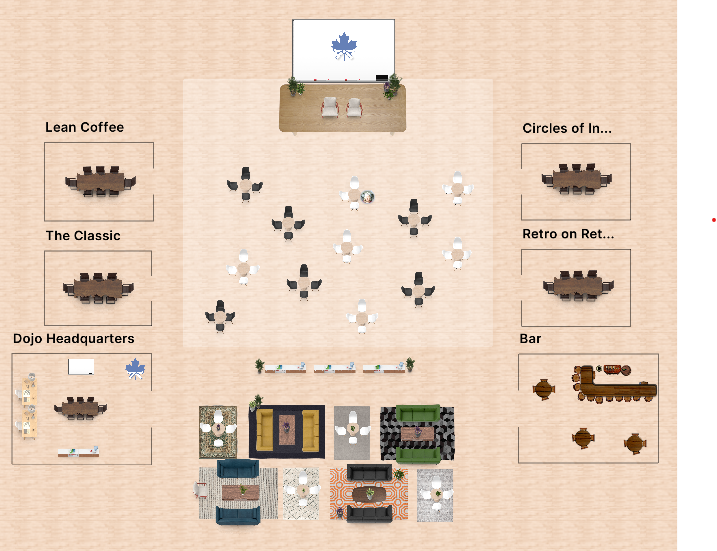 Lean Coffee
Circles of In...
The Classic
Retro on Ret...
Dojo Headquarters
Bar